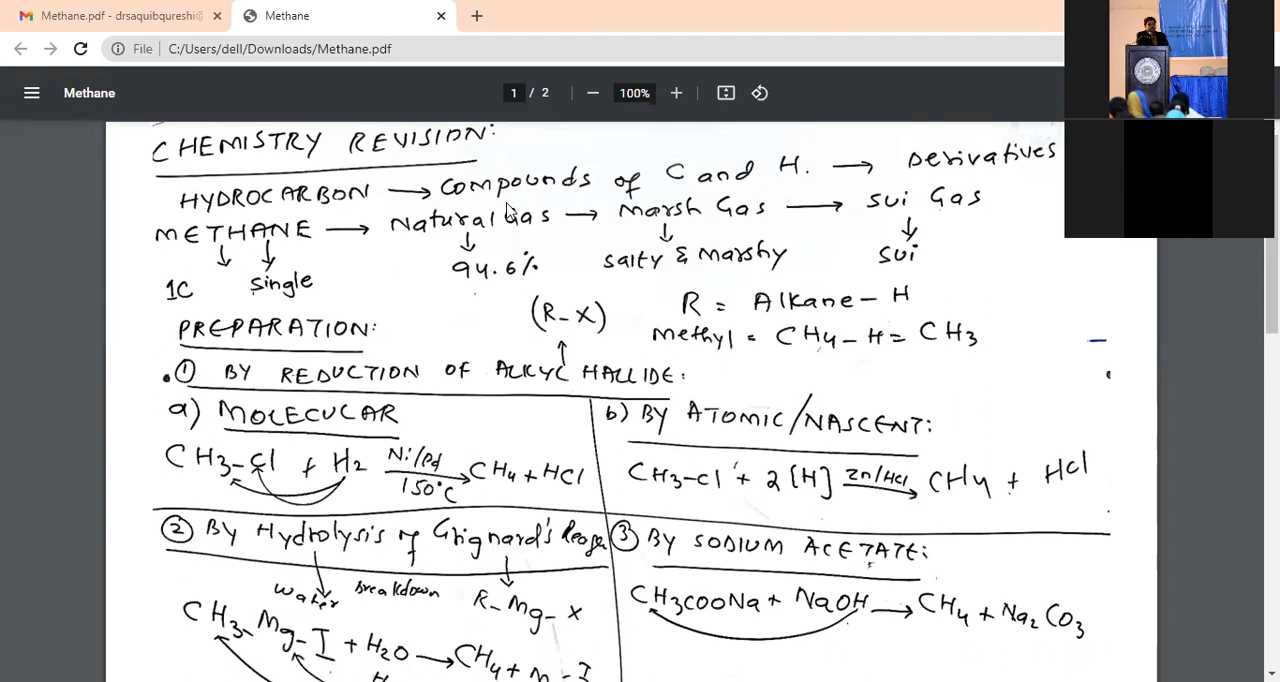 Methane.pdf - drsaquibqureshi@
Methane
File C:/Users/dell/Downloads/Methane.pdf
Methane
1 / 2
100%
CHEMISTRY REVISION:
HYDROCARBON → Compounds of C and H. → Derivatives
METHANE → Natural Gas → Marsh Gas → Sui Gas
1C single 94.6% salty & marshy sui
(R-X) R = Alkane - H
PREPARATION: methyl = CH4 - H = CH3
① BY REDUCTION OF ALKYL HALLIDE:
a) MOLECULAR
CH3-Cl + H2 Ni/Pd 150°C → CH4 + HCl
b) BY ATOMIC/NASCENT:
CH3-Cl + 2[H] Zn/HCl → CH4 + HCl
② By Hydrolysis of Grignard's
water breakdown R-Mg-X
CH3-Mg-I + H2O → CH4 +
③ BY SODIUM ACETATE:
CH3COONa + NaOH → CH4 + Na2CO3